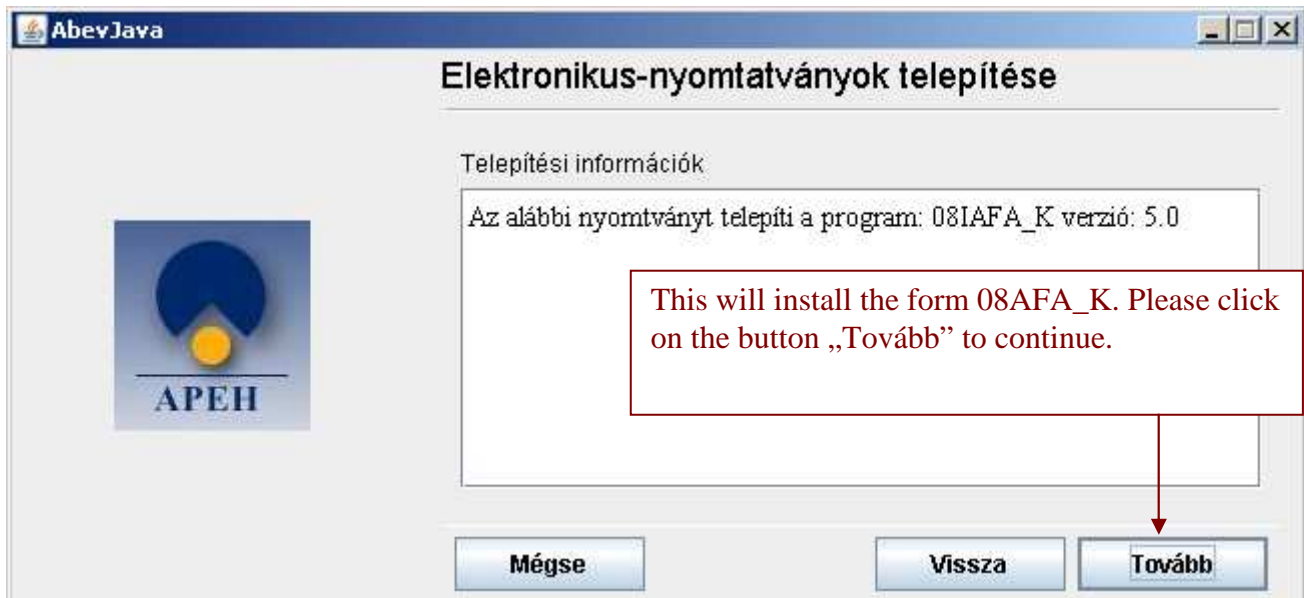 AbevJava
Elektronikus-nyomtatványok telepítése
Telepítési információk
Az alábbi nyomtványt telepíti a program: 08IAFA_K verzió: 5.0
This will install the form 08AFA_K. Please click
on the button „Tovább” to continue.
APEH
Mégse
Vissza
Tovább